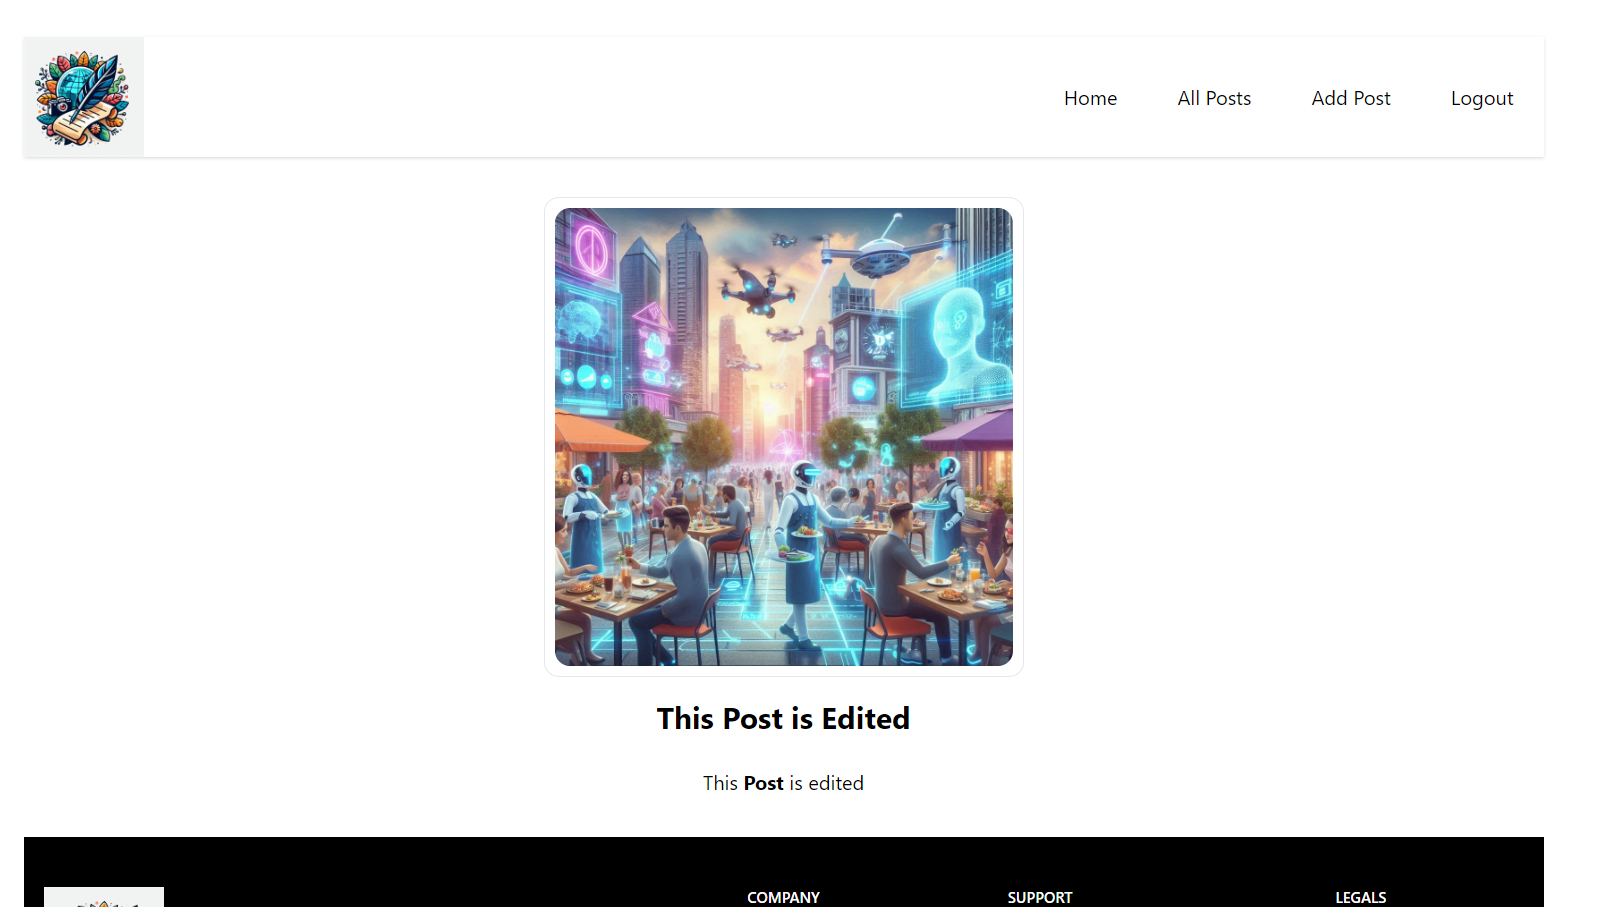 Home All Posts Add Post Logout
This Post is Edited
This Post is edited
COMPANY SUPPORT LEGALS